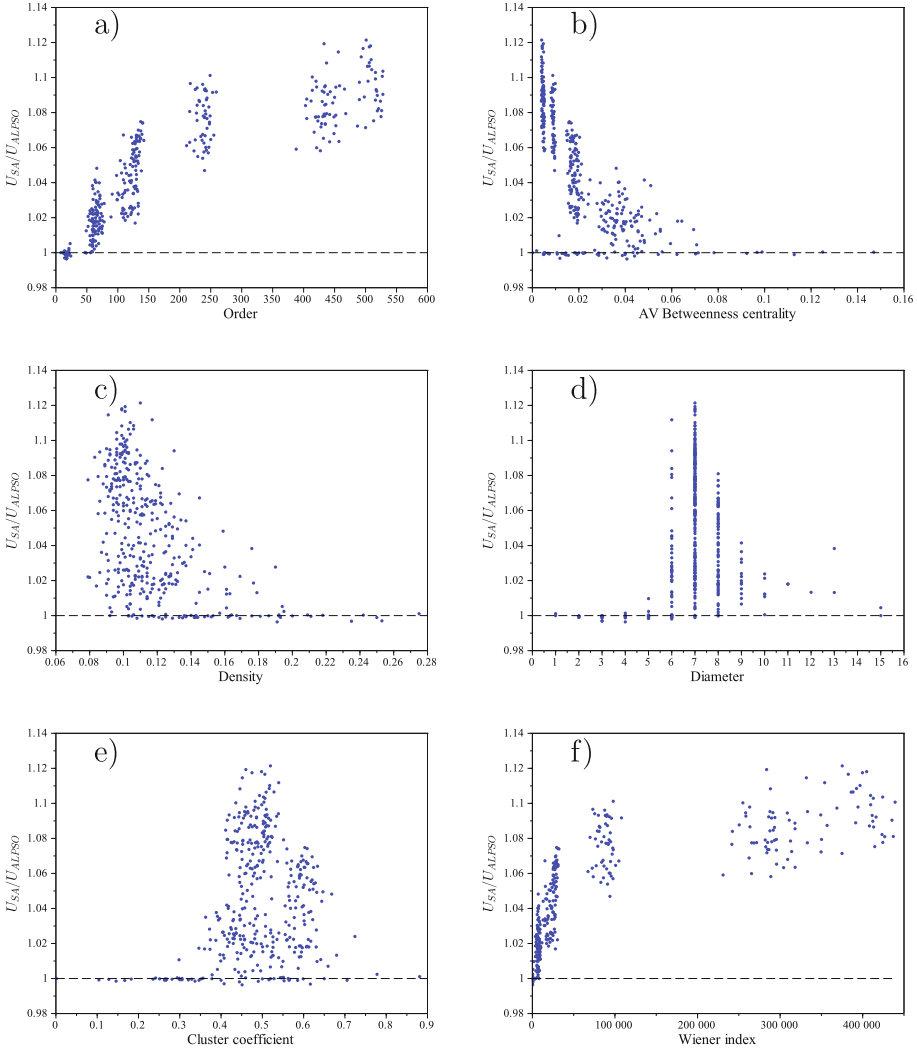 a)
1.14
1.12
1.1
1.08
1.06
1.04
1.02
1
0.98
U_SA/U_ALPSO
0 50 100 150 200 250 300 350 400 450 500 550 600
Order
b)
1.14
1.12
1.1
1.08
1.06
1.04
1.02
1
0.98
U_SA/U_ALPSO
0 0.02 0.04 0.06 0.08 0.1 0.12 0.14 0.16
AV Betweenness centrality
c)
1.14
1.12
1.1
1.08
1.06
1.04
1.02
1
0.98
U_SA/U_ALPSO
0.06 0.08 0.1 0.12 0.14 0.16 0.18 0.2 0.22 0.24 0.26 0.28
Density
d)
1.14
1.12
1.1
1.08
1.06
1.04
1.02
1
0.98
U_SA/U_ALPSO
0 1 2 3 4 5 6 7 8 9 10 11 12 13 14 15 16
Diameter
e)
1.14
1.12
1.1
1.08
1.06
1.04
1.02
1
0.98
U_SA/U_ALPSO
0 0.1 0.2 0.3 0.4 0.5 0.6 0.7 0.8 0.9
Cluster coefficient
f)
1.14
1.12
1.1
1.08
1.06
1.04
1.02
1
0.98
U_SA/U_ALPSO
0 100 000 200 000 300 000 400 000
Wiener index